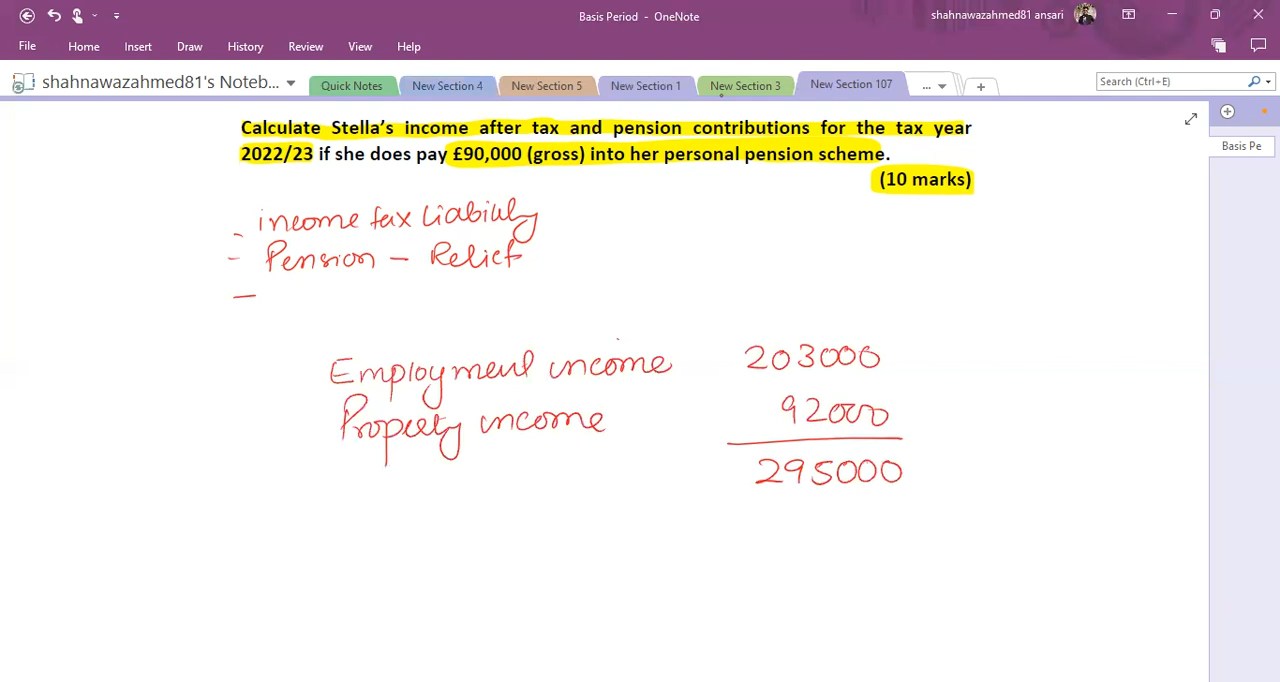 Basis Period - OneNote
shahnawazahmed81 ansari
File Home Insert Draw History Review View Help
shahnawazahmed81's Noteb...
Quick Notes
New Section 4
New Section 5
New Section 1
New Section 3
New Section 107
...
Search (Ctrl+E)
Basis Pe
Calculate Stella's income after tax and pension contributions for the tax year
2022/23 if she does pay £90,000 (gross) into her personal pension scheme.
(10 marks)
- income tax liability
- Pension - Relief
-
Employment income 203000
Property income 92000
295000